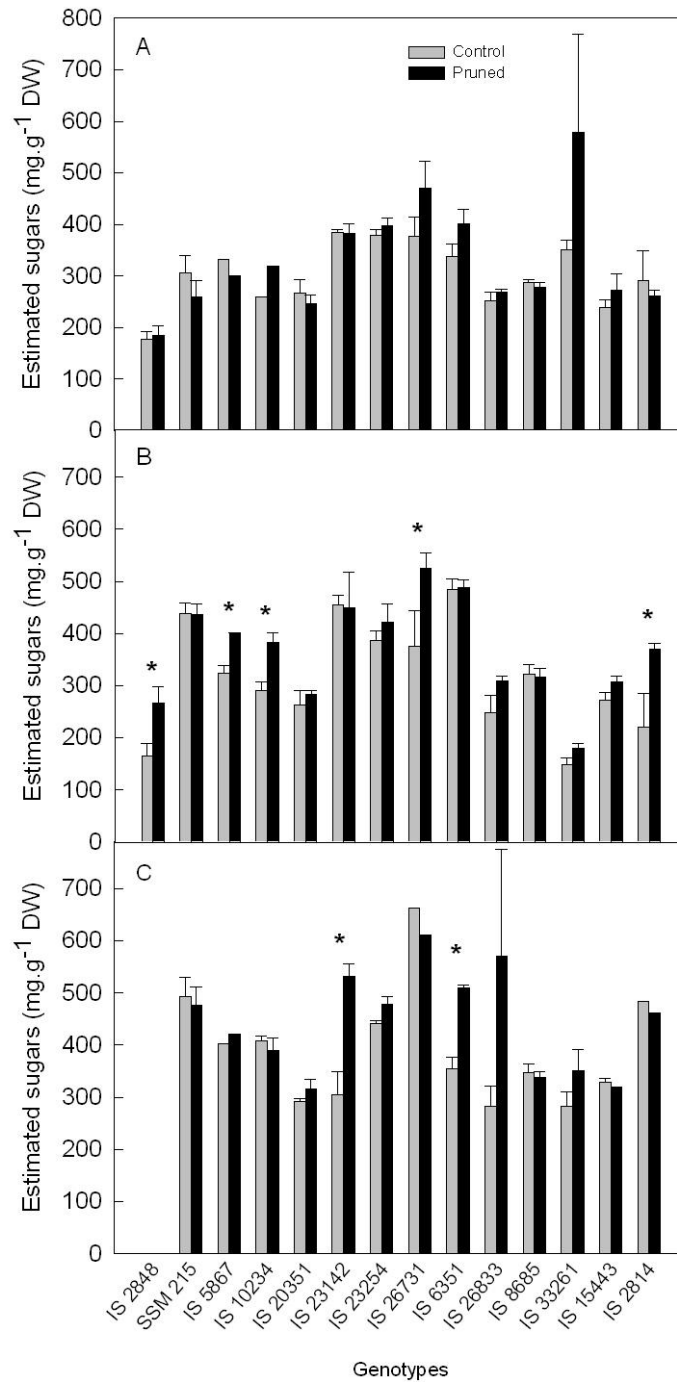 A
Control
Pruned
Estimated sugars (mg.g⁻¹ DW)
800
700
600
500
400
300
200
100
0
B
Estimated sugars (mg.g⁻¹ DW)
700
600
500
400
300
200
100
0
* * * * *
C
Estimated sugars (mg.g⁻¹ DW)
700
600
500
400
300
200
100
0
* *
IS 2848
SSM 215
IS 5867
IS 10234
IS 20351
IS 23142
IS 23254
IS 26731
IS 6351
IS 26833
IS 8685
IS 33261
IS 15443
IS 2814
Genotypes